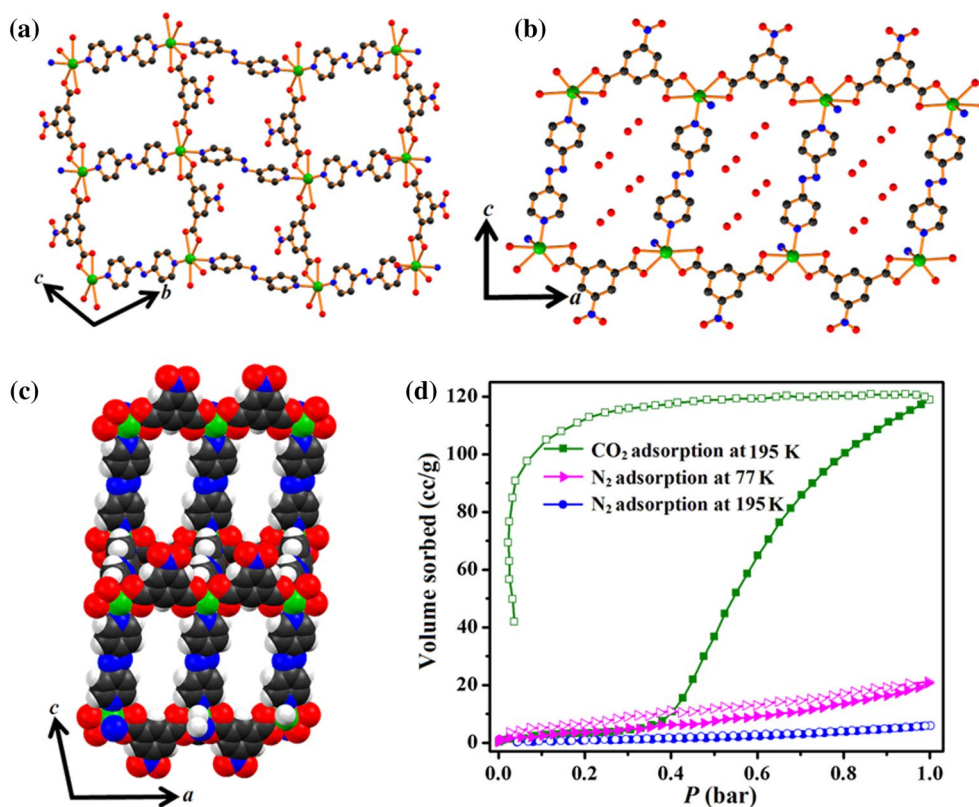 (a)
(b)
c
b
c
a
(c)
(d)
c
a
Volume sorbed (cc/g)
120
100
80
60
40
20
0
CO₂ adsorption at 195 K
N₂ adsorption at 77 K
N₂ adsorption at 195 K
0.0 0.2 0.4 0.6 0.8 1.0
P (bar)